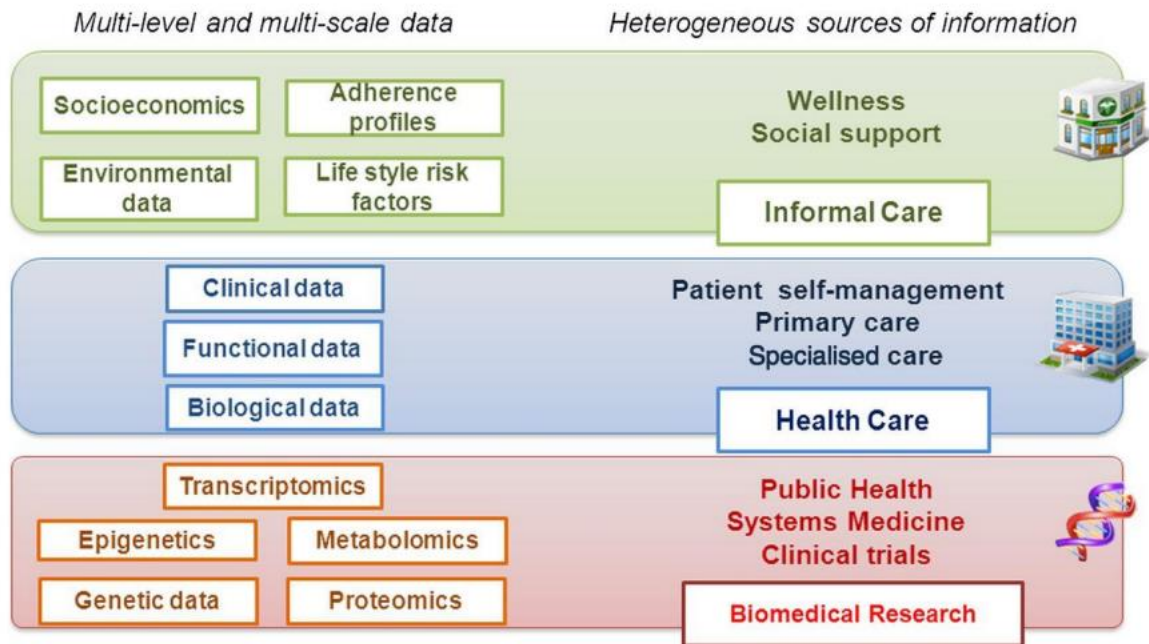 Multi-level and multi-scale data
Heterogeneous sources of information
Socioeconomics
Adherence
profiles
Environmental
data
Life style risk
factors
Wellness
Social support
Informal Care
Clinical data
Functional data
Biological data
Patient self-management
Primary care
Specialised care
Health Care
Transcriptomics
Epigenetics
Metabolomics
Genetic data
Proteomics
Public Health
Systems Medicine
Clinical trials
Biomedical Research